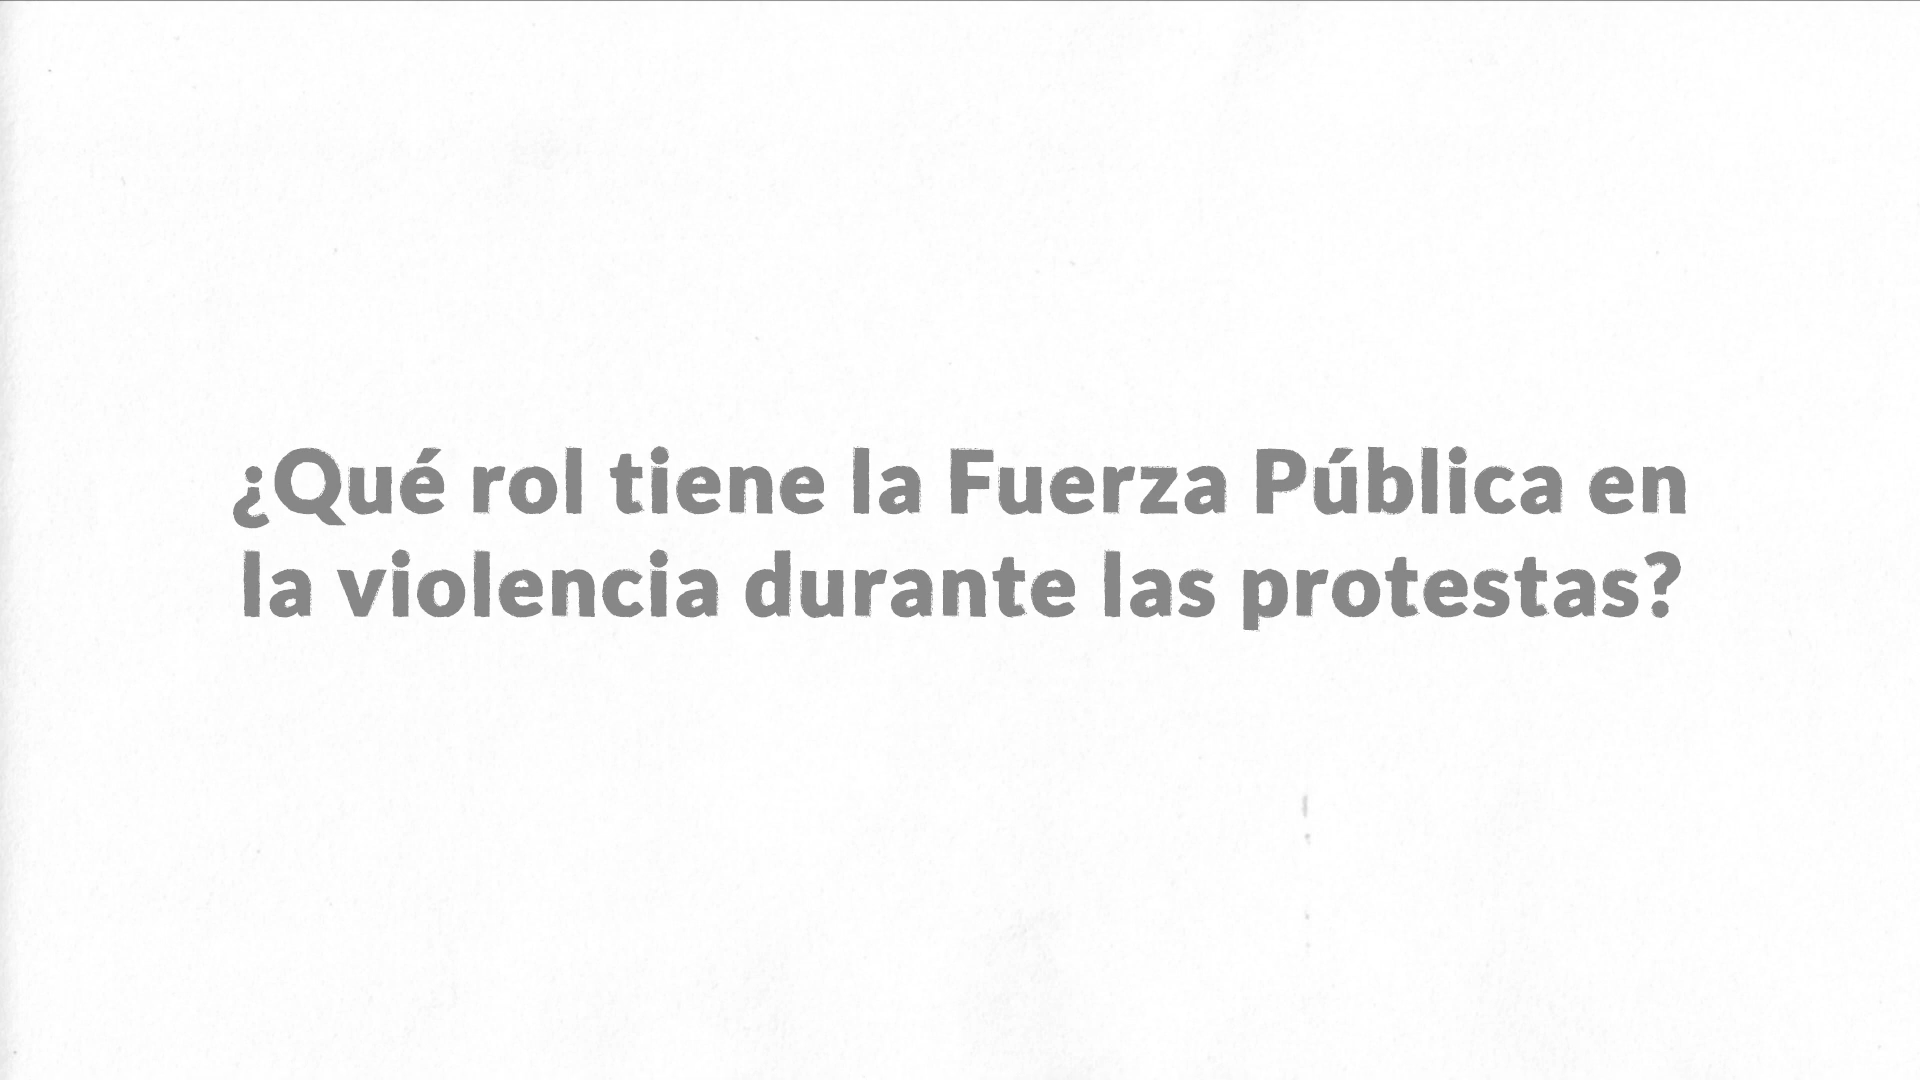 ¿Qué rol tiene la Fuerza Pública en
la violencia durante las protestas?